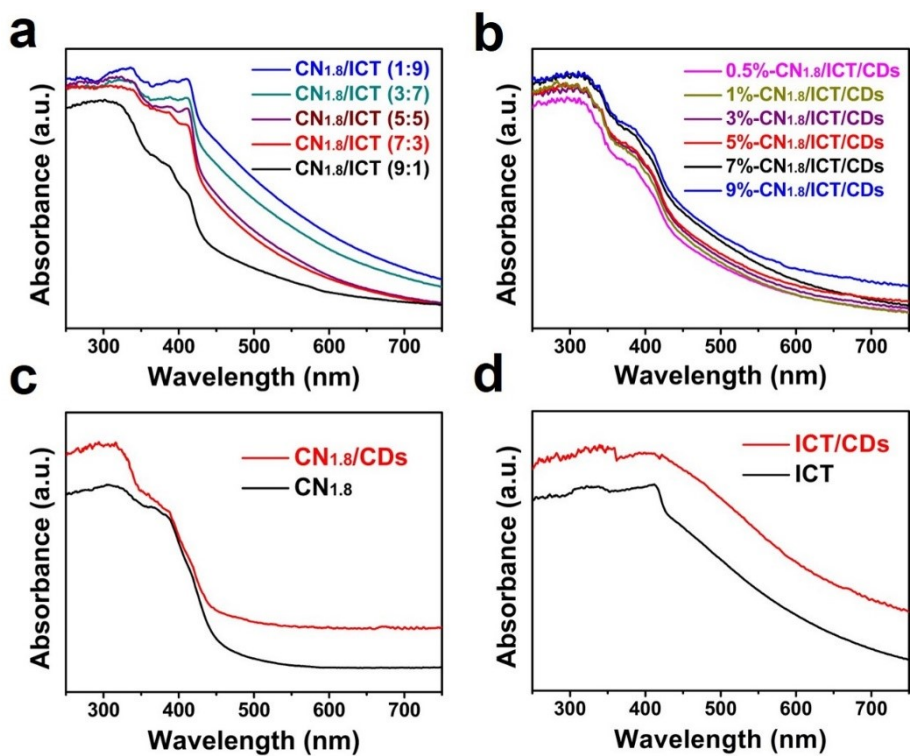 a
CN1.8/ICT (1:9)
CN1.8/ICT (3:7)
CN1.8/ICT (5:5)
CN1.8/ICT (7:3)
CN1.8/ICT (9:1)
Absorbance (a.u.)
300 400 500 600 700
Wavelength (nm)
b
0.5%-CN1.8/ICT/CDs
1%-CN1.8/ICT/CDs
3%-CN1.8/ICT/CDs
5%-CN1.8/ICT/CDs
7%-CN1.8/ICT/CDs
9%-CN1.8/ICT/CDs
Absorbance (a.u.)
300 400 500 600 700
Wavelength (nm)
c
CN1.8/CDs
CN1.8
Absorbance (a.u.)
300 400 500 600 700
Wavelength (nm)
d
ICT/CDs
ICT
Absorbance (a.u.)
300 400 500 600 700
Wavelength (nm)